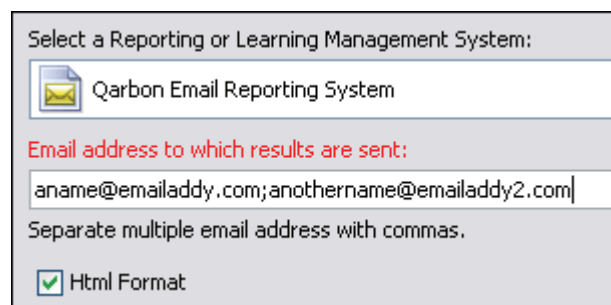 Select a Reporting or Learning Management System:
Qarbon Email Reporting System
Email address to which results are sent:
aname@emailaddy.com;anothername@emailaddy2.com
Separate multiple email address with commas.
Html Format